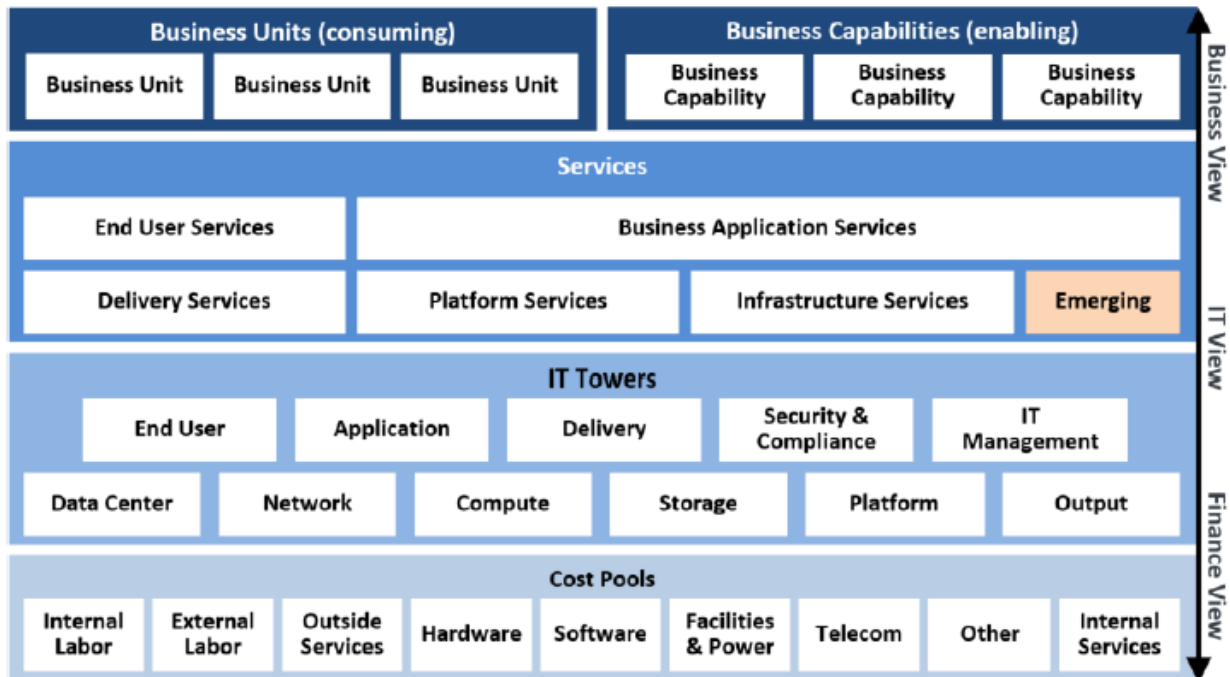 Business Units (consuming)
Business Unit
Business Unit
Business Unit
Business Capabilities (enabling)
Business
Capability
Business
Capability
Business
Capability
Services
End User Services
Business Application Services
Delivery Services
Platform Services
Infrastructure Services
Emerging
IT Towers
End User
Application
Delivery
Security &
Compliance
IT
Management
Data Center
Network
Compute
Storage
Platform
Output
Cost Pools
Internal
Labor
External
Labor
Outside
Services
Hardware
Software
Facilities
& Power
Telecom
Other
Internal
Services
Business View
IT View
Finance View